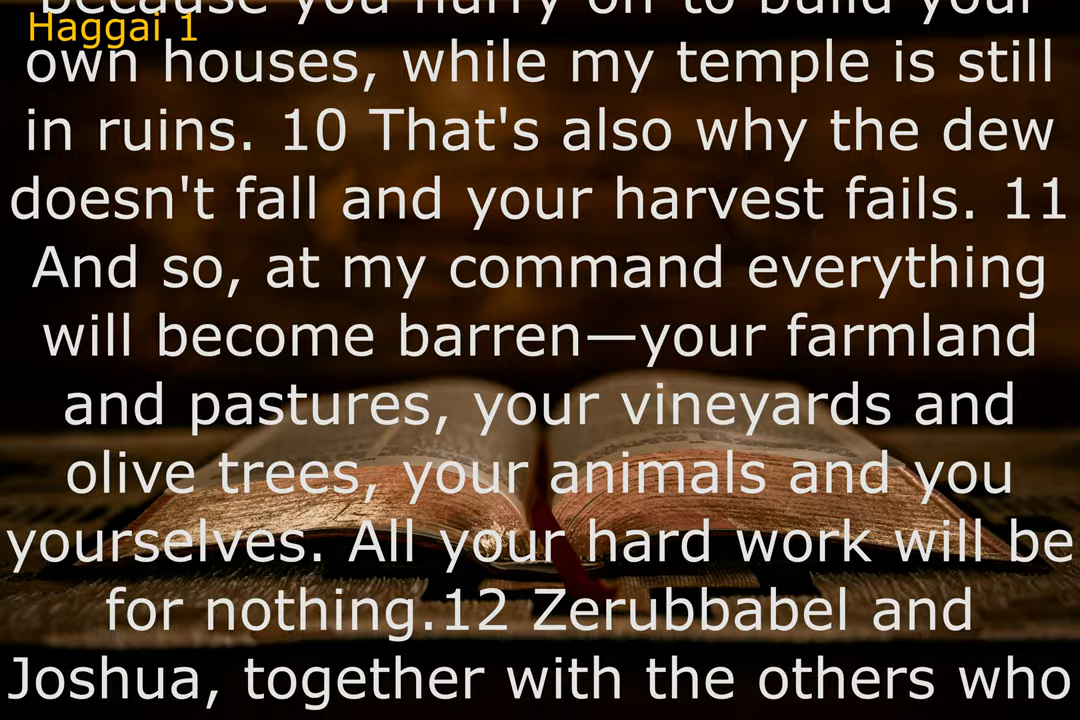 because you hurry off to build your
Haggai 1
own houses, while my temple is still
in ruins. 10 That's also why the dew
doesn't fall and your harvest fails. 11
And so, at my command everything
will become barren—your farmland
and pastures, your vineyards and
olive trees, your animals and you
yourselves. All your hard work will be
for nothing.12 Zerubbabel and
Joshua, together with the others who